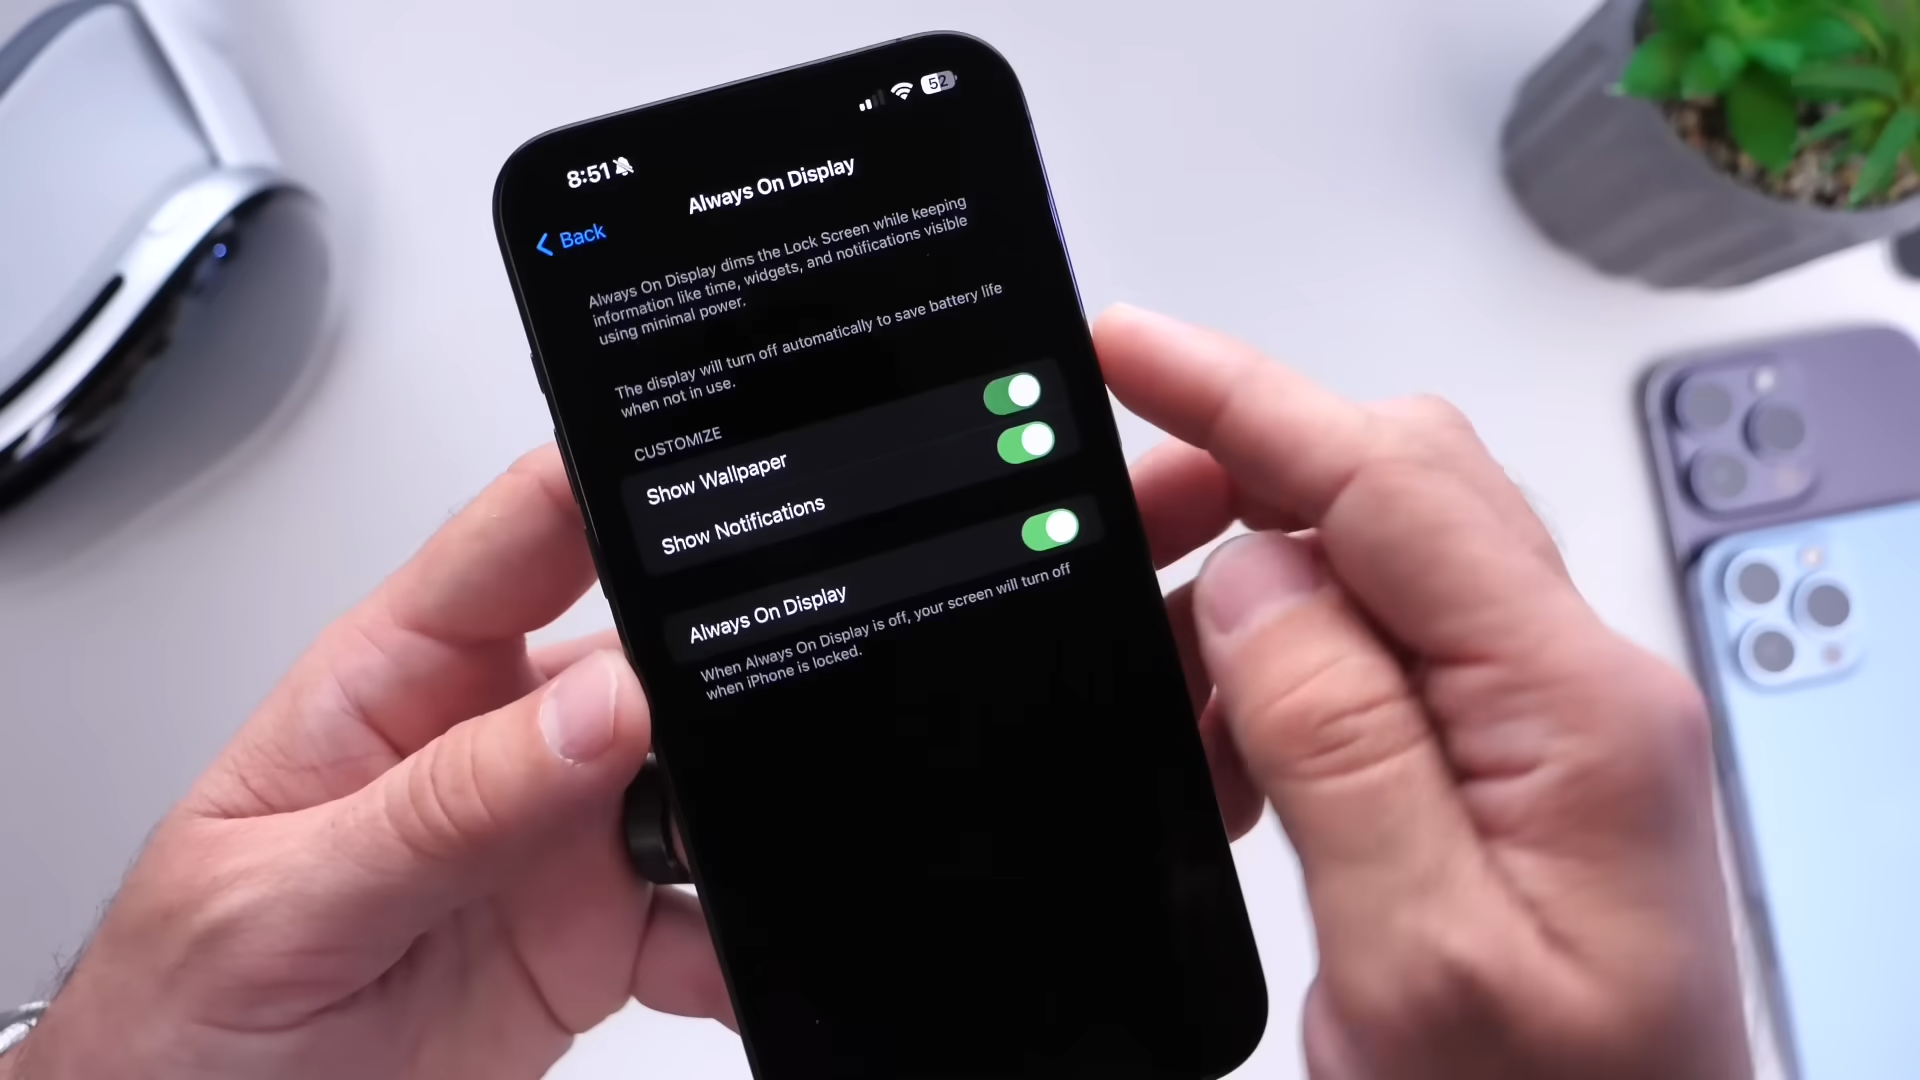 8:51
52
Always On Display
Back
Always On Display dims the Lock Screen while keeping
information like time, widgets, and notifications visible
using minimal power.
The display will turn off automatically to save battery life
when not in use.
CUSTOMIZE
Show Wallpaper
Show Notifications
Always On Display
When Always On Display is off, your screen will turn off
when iPhone is locked.